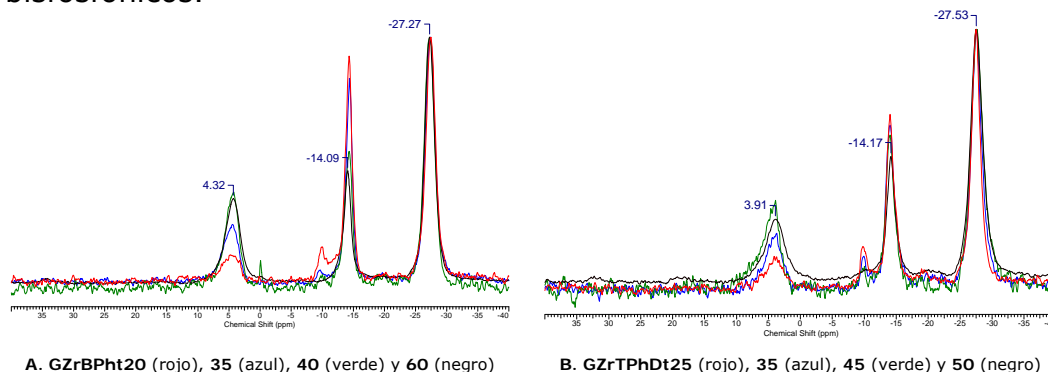 -27.27
-14.09
4.32
35 30 25 20 15 10 5 0 -5 -10 -15 -20 -25 -30 -35 -40
Chemical Shift (ppm)
A. GZrBPht20 (rojo), 35 (azul), 40 (verde) y 60 (negro)
-27.53
-14.17
3.91
35 30 25 20 15 10 5 0 -5 -10 -15 -20 -25 -30 -35
Chemical Shift (ppm)
B. GZrTPhDt25 (rojo), 35 (azul), 45 (verde) y 50 (negro)